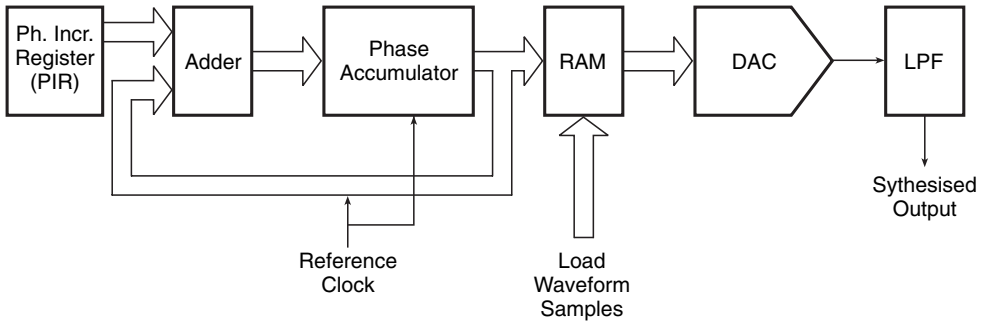 Ph. Incr.
Register
(PIR)
Adder
Phase
Accumulator
RAM
DAC
LPF
Sythesised
Output
Reference
Clock
Load
Waveform
Samples